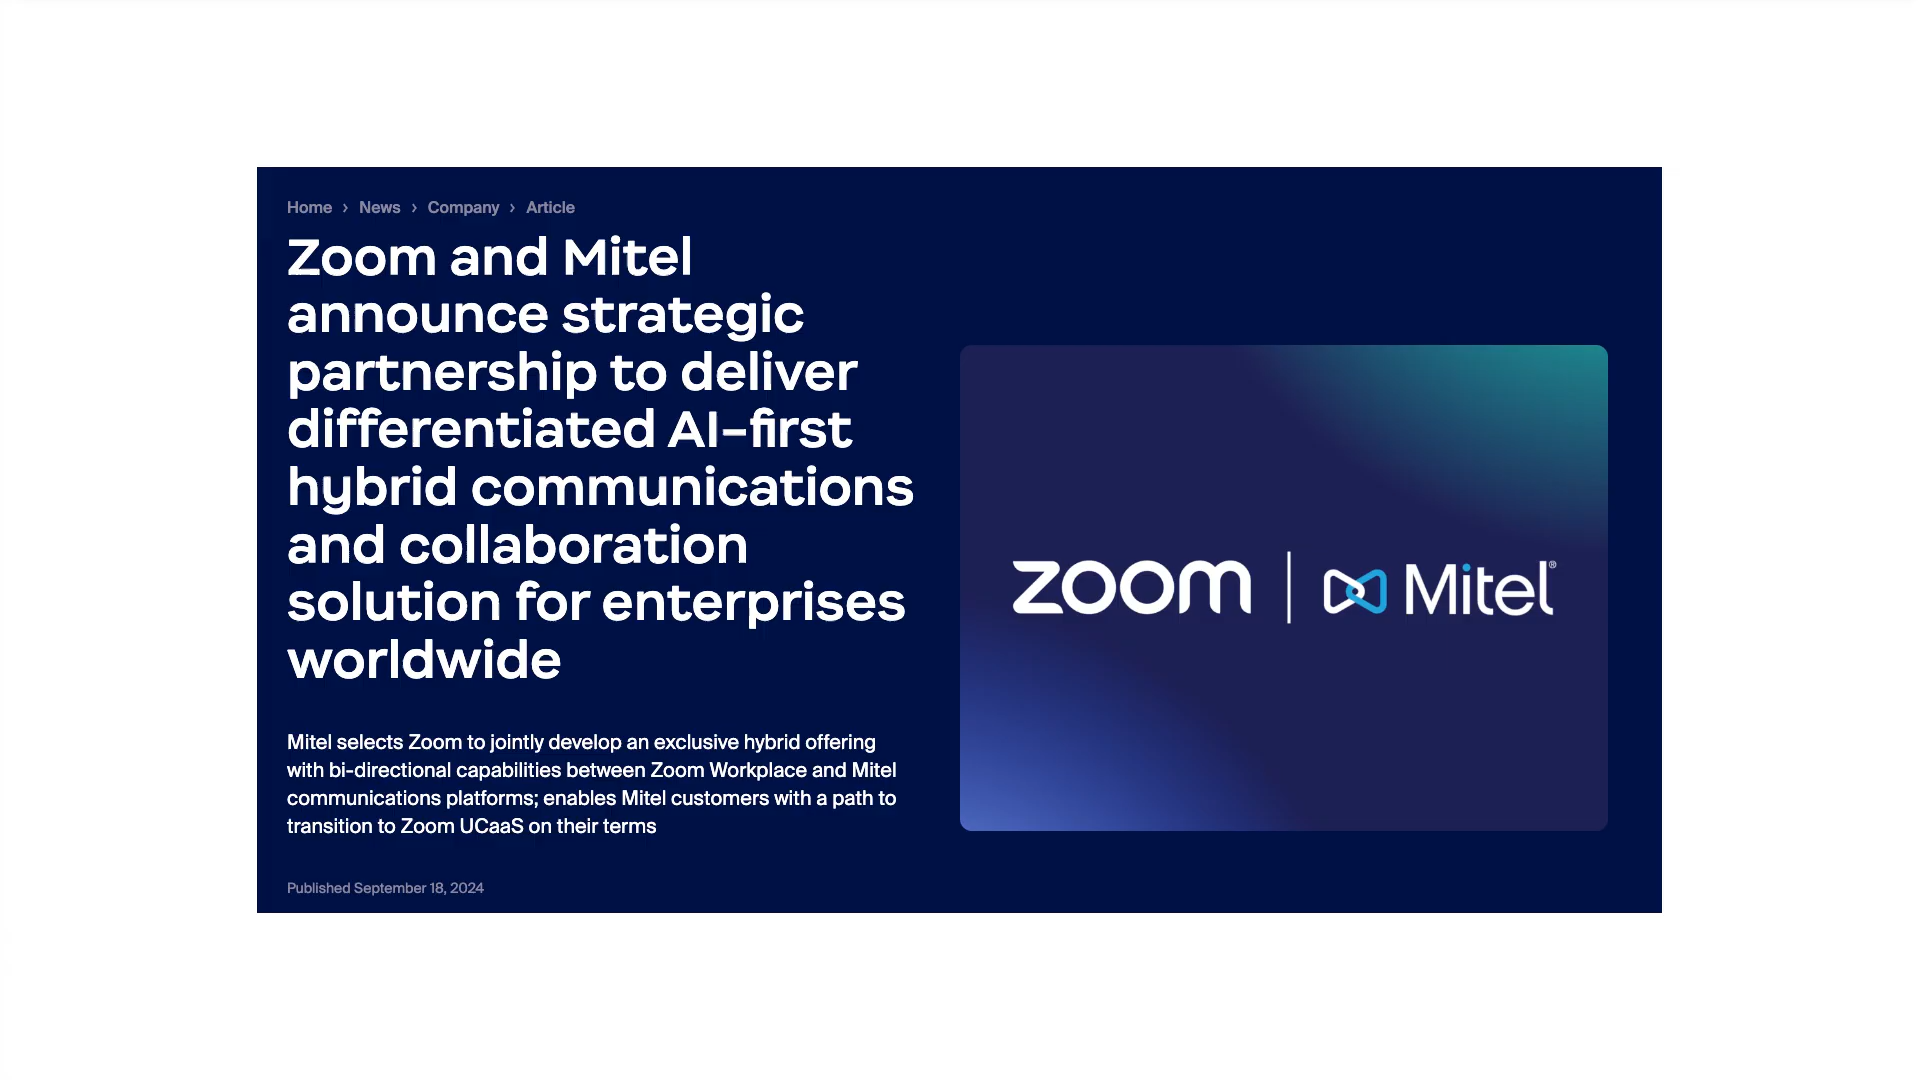 Home › News › Company › Article
Zoom and Mitel
announce strategic
partnership to deliver
differentiated AI-first
hybrid communications
and collaboration
solution for enterprises
worldwide
Mitel selects Zoom to jointly develop an exclusive hybrid offering
with bi-directional capabilities between Zoom Workplace and Mitel
communications platforms; enables Mitel customers with a path to
transition to Zoom UCaaS on their terms
Published September 18, 2024
zoom | Mitel®